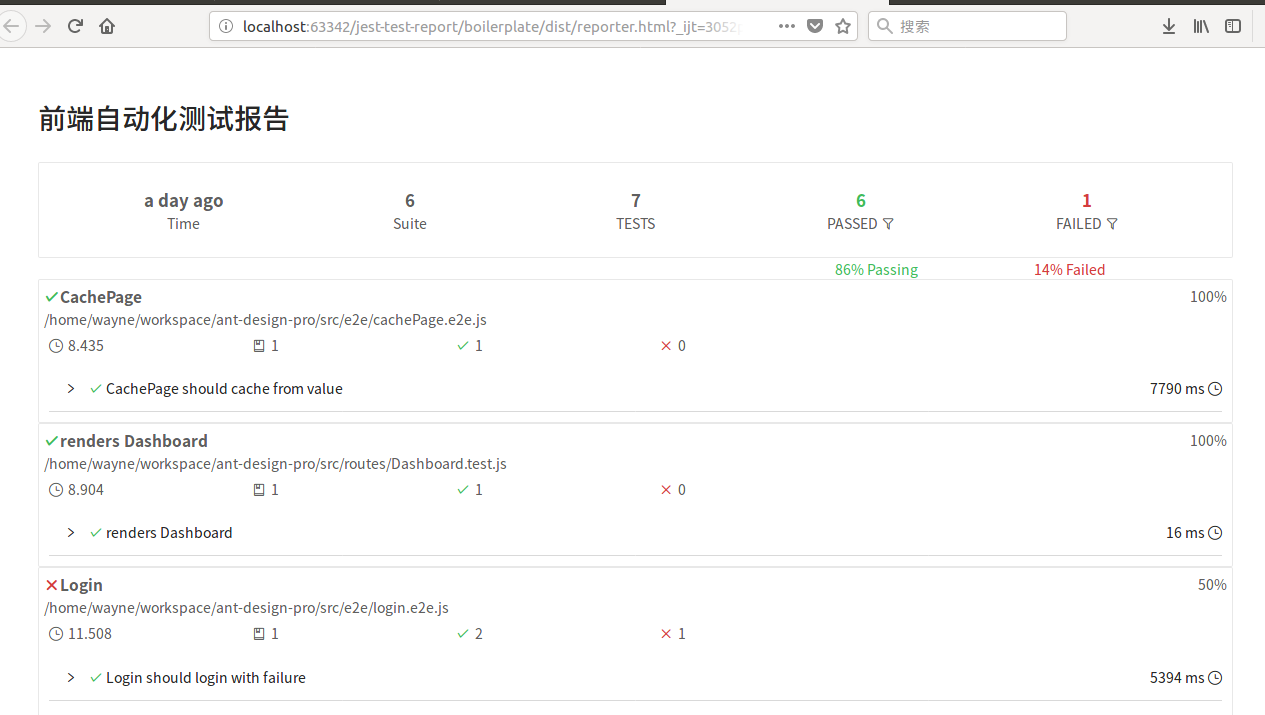 localhost:63342/jest-test-report/boilerplate/dist/reporter.html?_ijt=3052
搜索
前端自动化测试报告
a day ago 6 7 6 1
Time Suite TESTS PASSED FAILED
86% Passing 14% Failed
CachePage 100%
/home/wayne/workspace/ant-design-pro/src/e2e/cachePage.e2e.js
8.435 1 1 0
CachePage should cache from value 7790 ms
renders Dashboard 100%
/home/wayne/workspace/ant-design-pro/src/routes/Dashboard.test.js
8.904 1 1 0
renders Dashboard 16 ms
Login 50%
/home/wayne/workspace/ant-design-pro/src/e2e/login.e2e.js
11.508 1 2 1
Login should login with failure 5394 ms